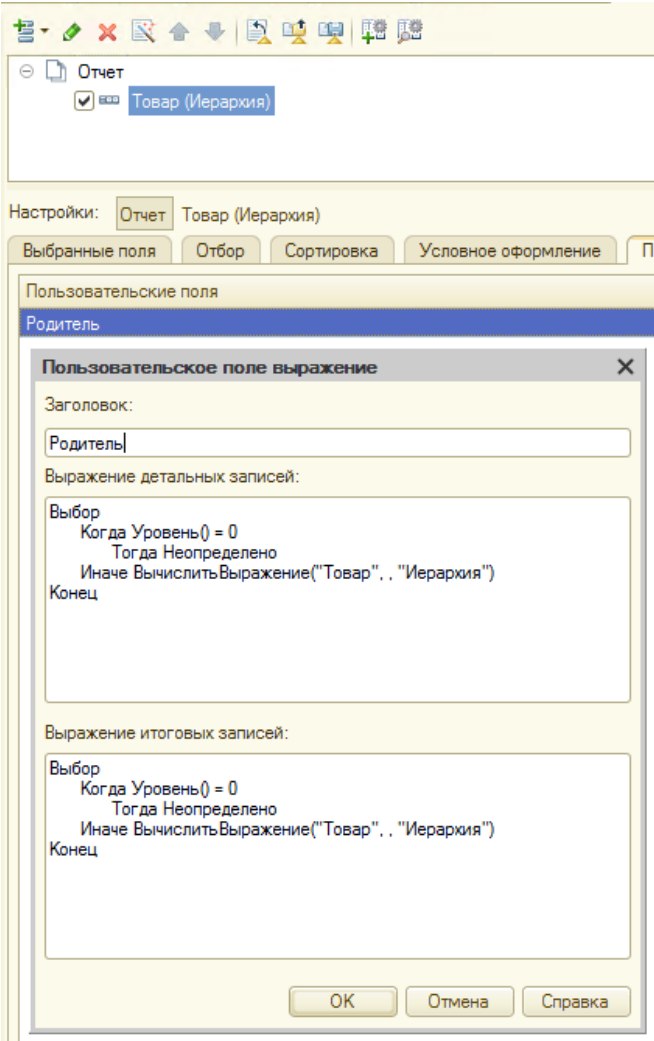 Отчет
Товар (Иерархия)
Настройки: Отчет Товар (Иерархия)
Выбранные поля Отбор Сортировка Условное оформление П
Пользовательские поля
Родитель
Пользовательское поле выражение
Заголовок:
Родитель
Выражение детальных записей:
Выбор
Когда Уровень() = 0
Тогда Неопределено
Иначе ВычислитьВыражение("Товар", , "Иерархия")
Конец
Выражение итоговых записей:
Выбор
Когда Уровень() = 0
Тогда Неопределено
Иначе ВычислитьВыражение("Товар", , "Иерархия")
Конец
OK Отмена Справка